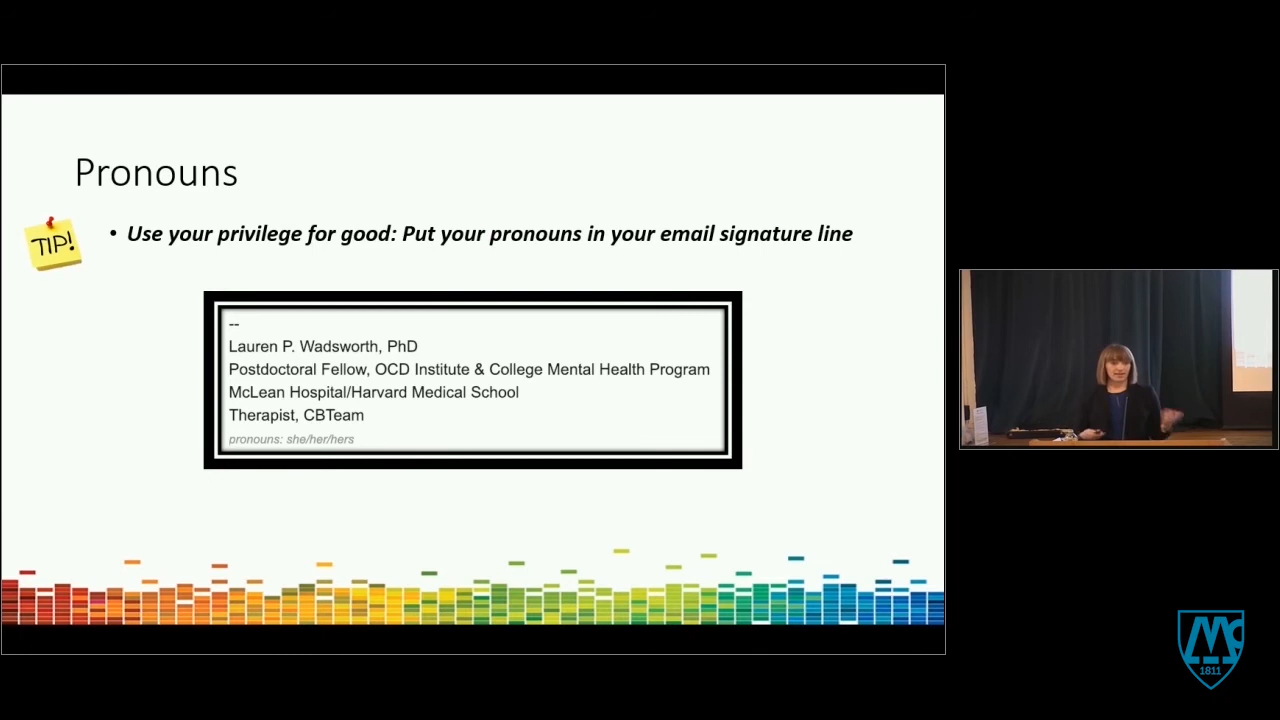 Pronouns
TIP!
• Use your privilege for good: Put your pronouns in your email signature line
--
Lauren P. Wadsworth, PhD
Postdoctoral Fellow, OCD Institute & College Mental Health Program
McLean Hospital/Harvard Medical School
Therapist, CBTeam
pronouns: she/her/hers
Mc
1811